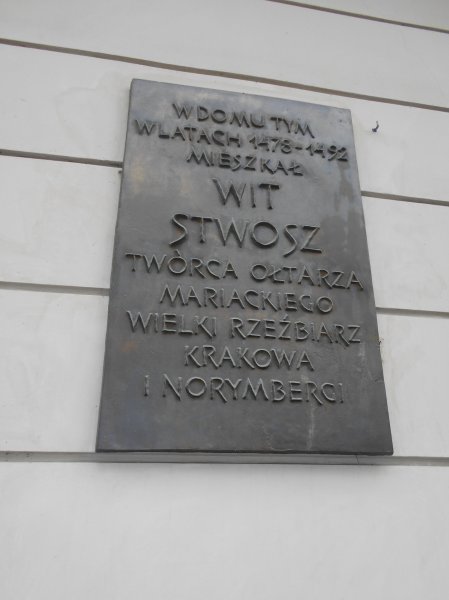 W DOMU TYM
W LATACH 1478-1492
MIESZKAŁ
WIT
STWOSZ
TWÓRCA OŁTARZA
MARIACKIEGO
WIELKI RZEŹBIARZ
KRAKOWA
I NORYMBERGI